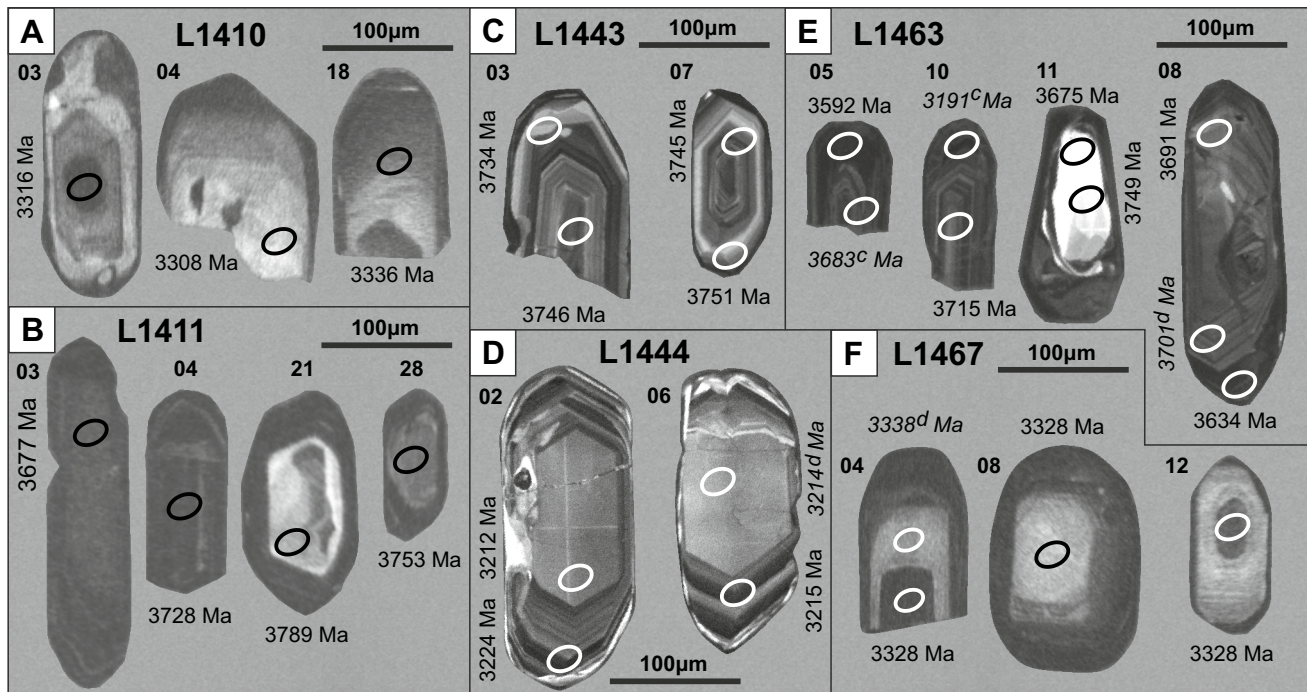 A
L1410
100µm
03
04
18
3316 Ma
3308 Ma
3336 Ma
B
L1411
100µm
03
04
21
28
3677 Ma
3728 Ma
3789 Ma
3753 Ma
C
L1443
100µm
03
07
3734 Ma
3745 Ma
3746 Ma
3751 Ma
D
L1444
02
06
3212 Ma
3224 Ma
3214ᵈ Ma
3215 Ma
100µm
E
L1463
100µm
05
10
11
08
3592 Ma
3191ᶜ Ma
3675 Ma
3749 Ma
3691 Ma
3683ᶜ Ma
3715 Ma
3701ᵈ Ma
3634 Ma
F
L1467
100µm
3338ᵈ Ma
3328 Ma
04
08
12
3328 Ma
3328 Ma